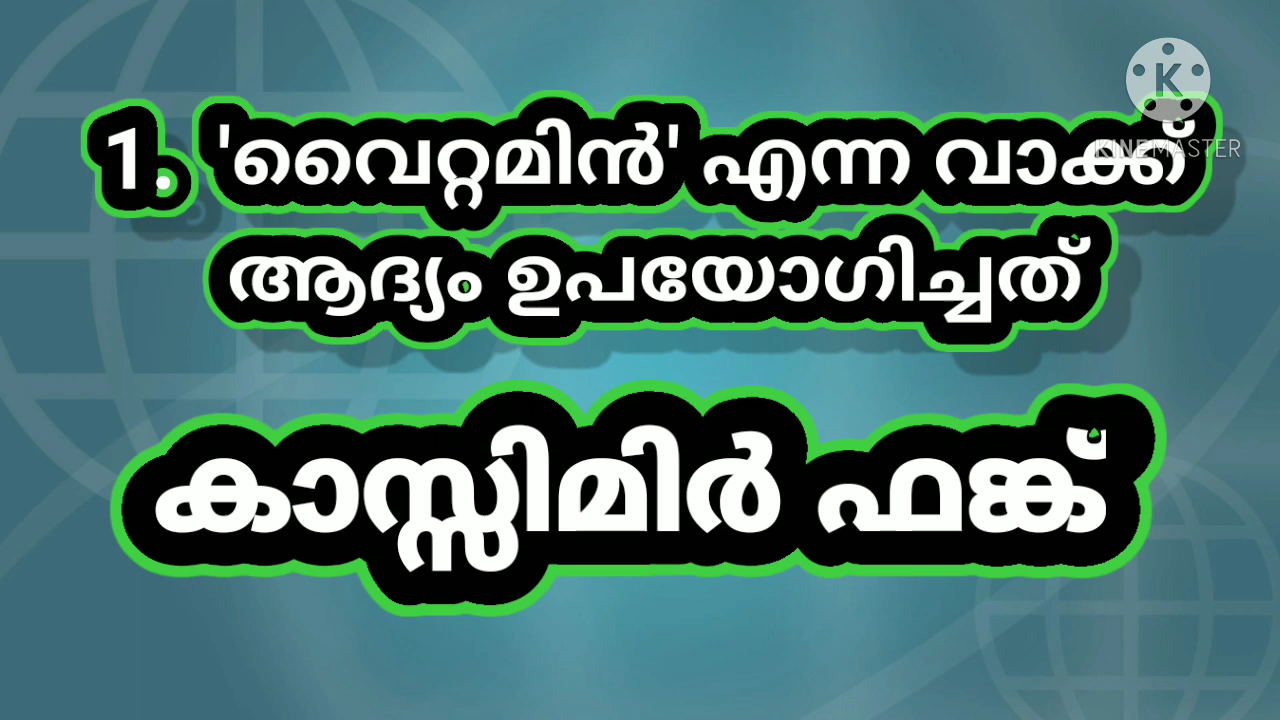 1. 'വൈറ്റമിൻ' എന്ന വാക്ക്
ആദ്യം ഉപയോഗിച്ചത്
കാസ്സിമിർ ഫങ്ക്
K
KINEMASTER